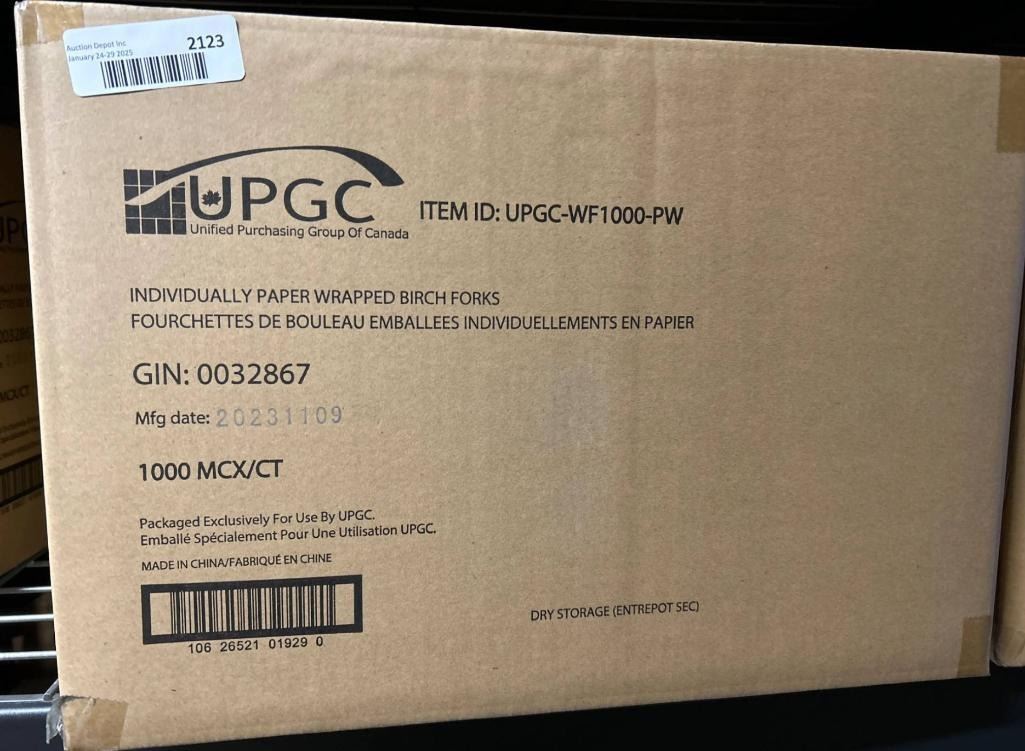 Auction Depot Inc
January 24-29 2025
2123
UPGC
Unified Purchasing Group Of Canada
ITEM ID: UPGC-WF1000-PW
INDIVIDUALLY PAPER WRAPPED BIRCH FORKS
FOURCHETTES DE BOULEAU EMBALLEES INDIVIDUELLEMENTS EN PAPIER
GIN: 0032867
Mfg date: 20231109
1000 MCX/CT
Packaged Exclusively For Use By UPGC.
Emballé Spécialement Pour Une Utilisation UPGC.
MADE IN CHINA/FABRIQUÉ EN CHINE
106 26521 01929 0
DRY STORAGE (ENTREPOT SEC)